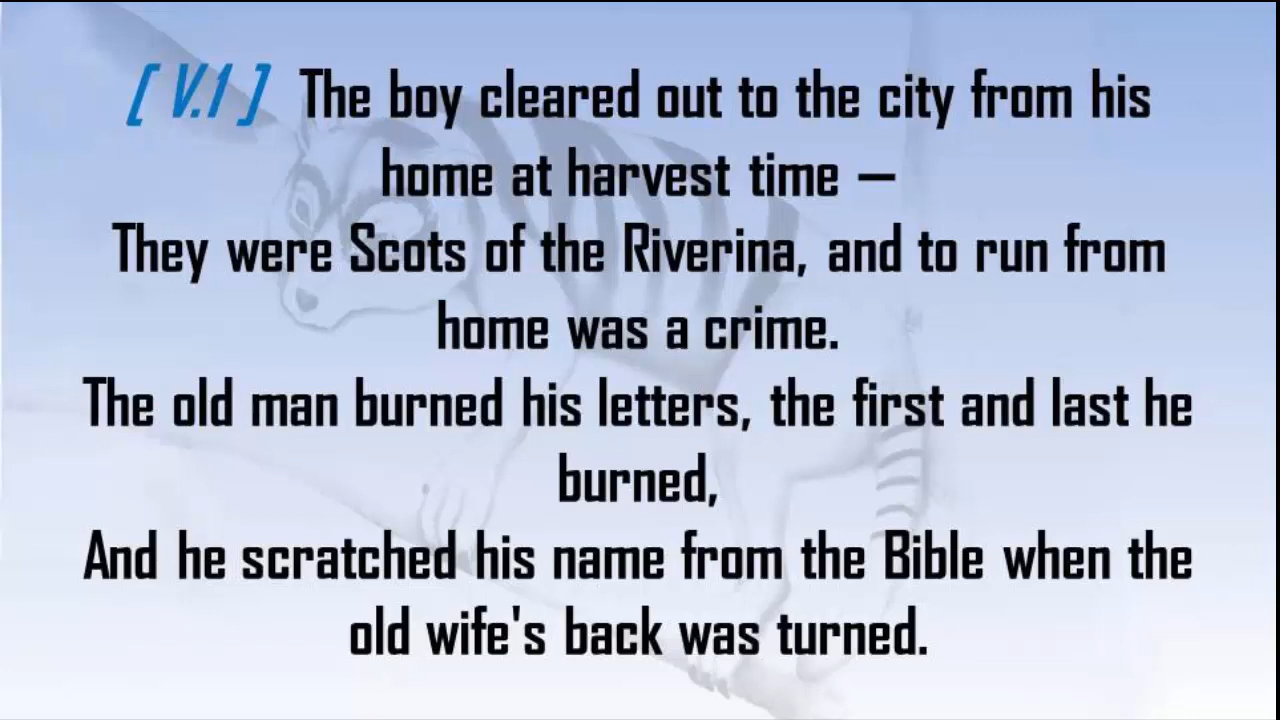 [ V.1 ] The boy cleared out to the city from his
home at harvest time —
They were Scots of the Riverina, and to run from
home was a crime.
The old man burned his letters, the first and last he
burned,
And he scratched his name from the Bible when the
old wife's back was turned.